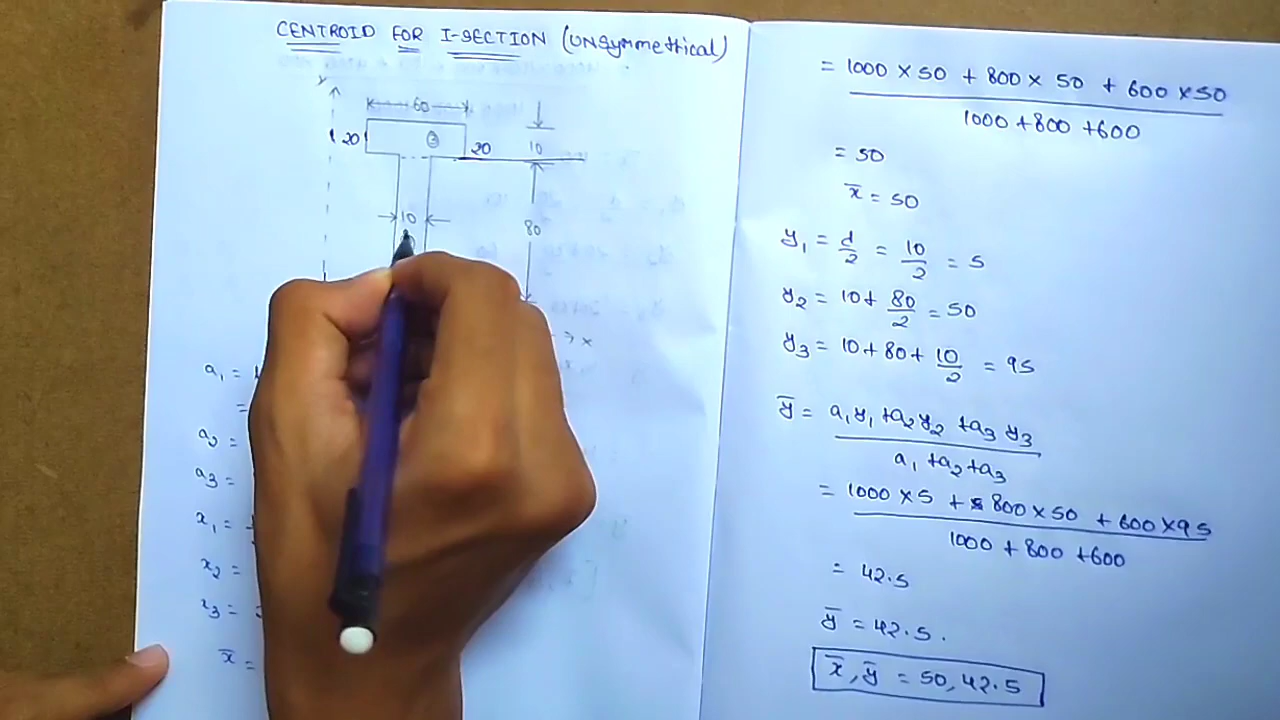 CENTROID FOR I-SECTION (UNSymmetrical)
y
60
20
3
20
10
10
80
x
a₁ =
=
a₂ =
a₃ =
x₁ =
x₂ =
x₃ =
x̄ =
= 1000 × 50 + 800 × 50 + 600 × 50
1000 + 800 + 600
= 50
x̄ = 50
y₁ = d/2 = 10/2 = 5
y₂ = 10 + 80/2 = 50
y₃ = 10 + 80 + 10/2 = 95
ȳ = a₁y₁ + a₂y₂ + a₃y₃
a₁ + a₂ + a₃
= 1000 × 5 + 800 × 50 + 600 × 95
1000 + 800 + 600
= 42.5
ȳ = 42.5.
x̄, ȳ = 50, 42.5